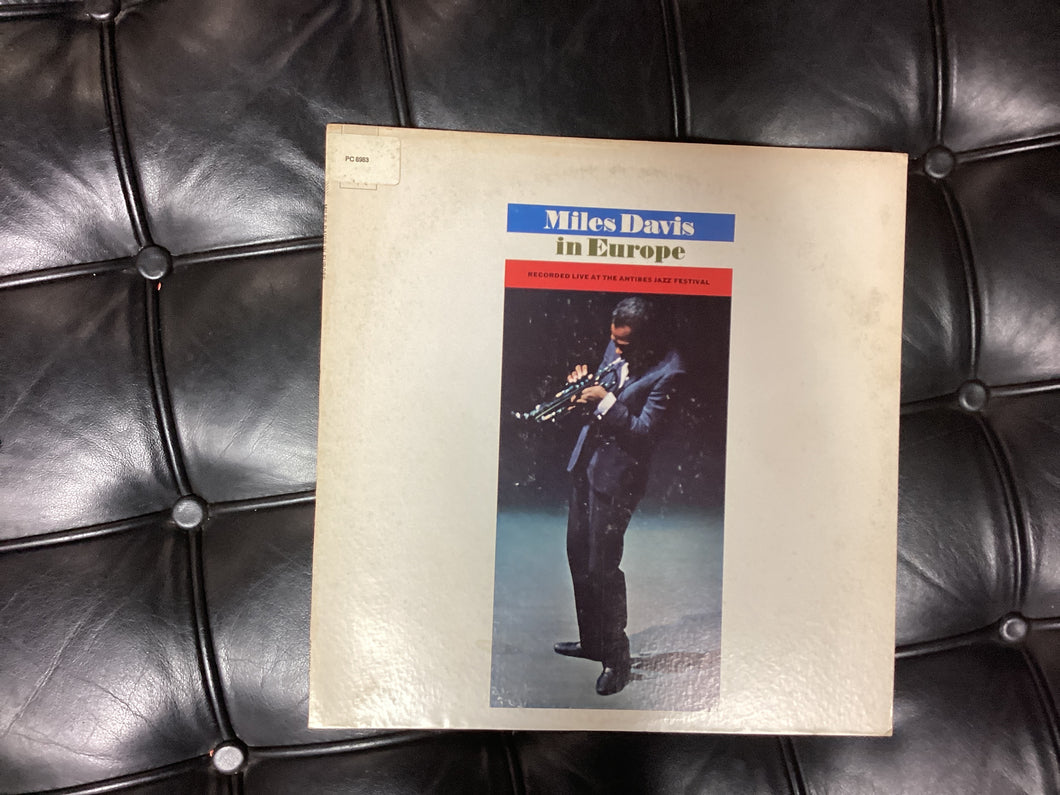 PC 8983
Miles Davis
in Europe
RECORDED LIVE AT THE ANTIBES JAZZ FESTIVAL